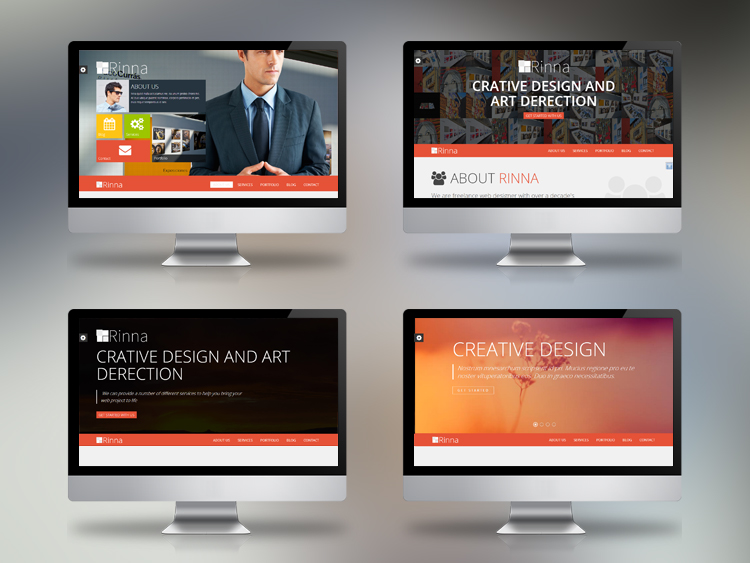 Rinna
ABOUT US
Blog
Services
Contact
Portfolio
Rinna
SERVICES
PORTFOLIO
BLOG
CONTACT
Rinna
CRATIVE DESIGN AND
ART DERECTION
GET STARTED WITH US
Rinna
ABOUT US
SERVICES
PORTFOLIO
BLOG
CONTACT
ABOUT RINNA
We are freelance web designer with over a decade's
Rinna
CRATIVE DESIGN AND ART
DERECTION
We can provide a number of different services to help you bring your
web project to life
GET STARTED WITH US
Rinna
ABOUT US
SERVICES
PORTFOLIO
BLOG
CONTACT
CREATIVE DESIGN
GET STARTED
Rinna
ABOUT US
SERVICES
PORTFOLIO
BLOG
CONTACT